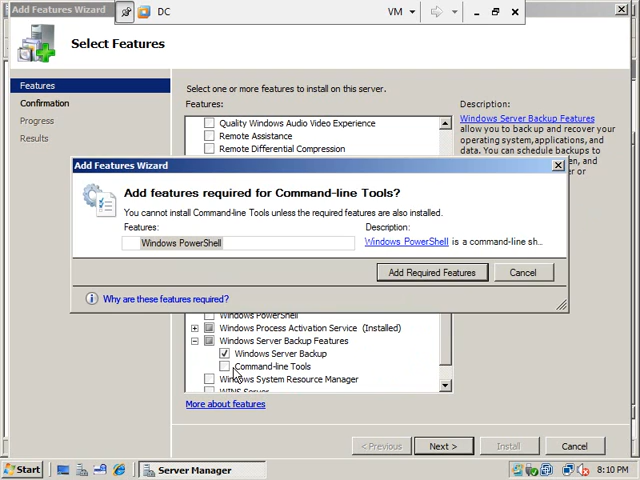 Add Features Wizard
DC
VM
Select Features
Features
Confirmation
Progress
Results
Select one or more features to install on this server.
Features:
Quality Windows Audio Video Experience
Remote Assistance
Remote Differential Compression
Description:
Windows Server Backup Features
allow you to backup and recover your
operating system, applications, and
data. You can schedule backups to
Add Features Wizard
Add features required for Command-line Tools?
You cannot install Command-line Tools unless the required features are also installed.
Features:
Windows PowerShell
Description:
Windows PowerShell is a command-line sh...
Add Required Features
Cancel
Why are these features required?
Windows PowerShell
Windows Process Activation Service (Installed)
Windows Server Backup Features
Windows Server Backup
Command-line Tools
Windows System Resource Manager
WINS Server
More about features
< Previous
Next >
Install
Cancel
Start
Server Manager
8:10 PM